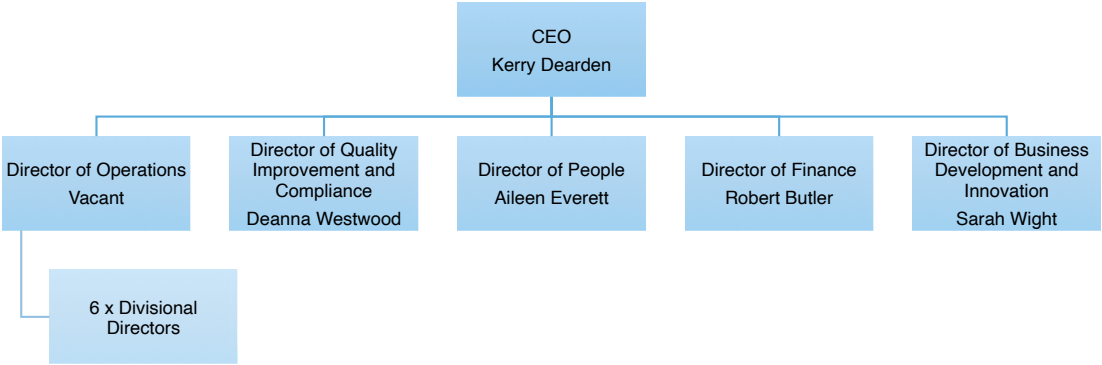 CEO
Kerry Dearden
Director of Operations
Vacant
Director of Quality
Improvement and
Compliance
Deanna Westwood
Director of People
Aileen Everett
Director of Finance
Robert Butler
Director of Business
Development and
Innovation
Sarah Wight
6 x Divisional
Directors